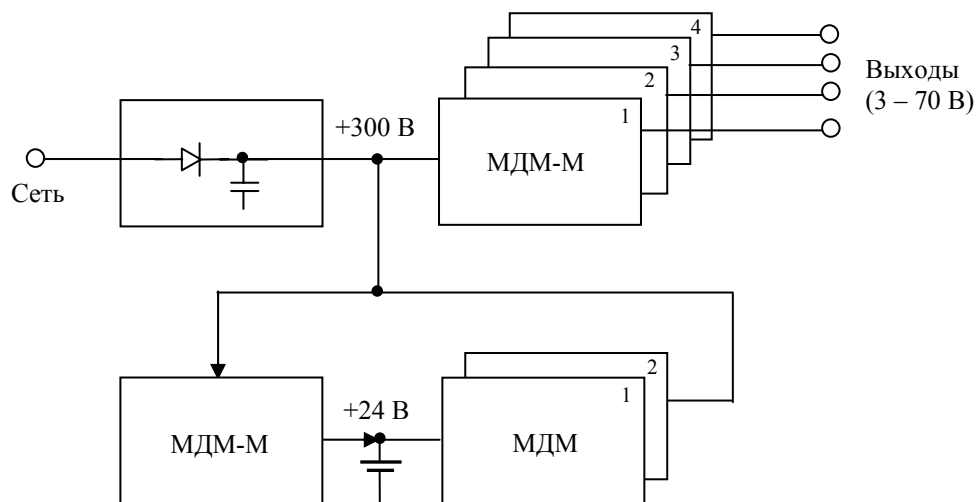 4
3
2
1
Выходы
(3 – 70 В)
+300 В
МДМ-М
Сеть
2
1
+24 В
МДМ-М
МДМ